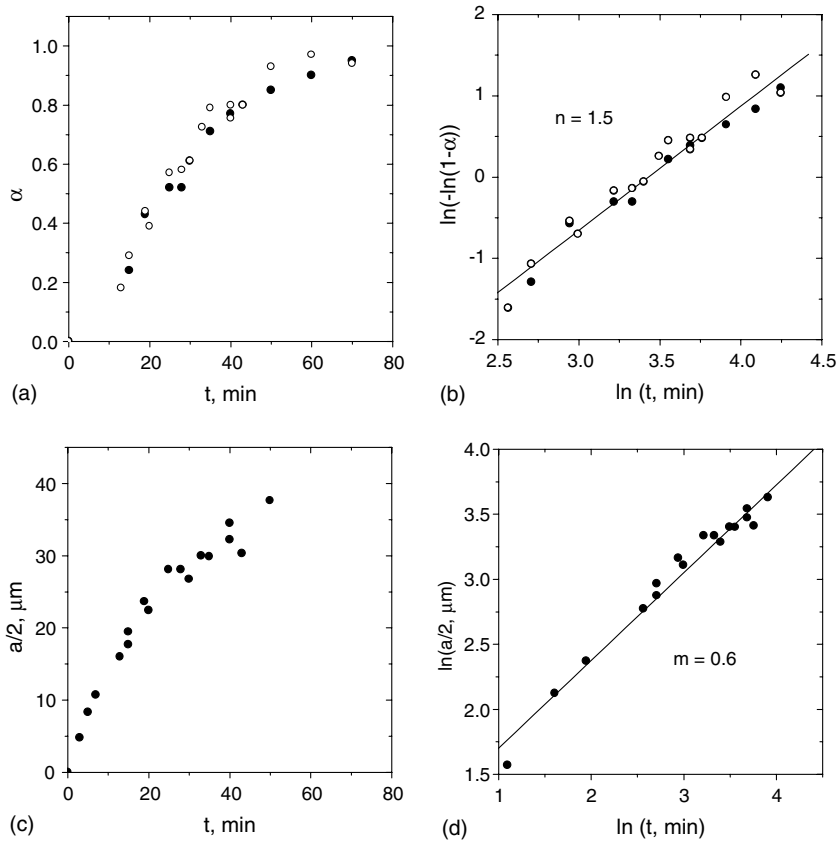 1.0
0.8
0.6
0.4
0.2
0.0
α
0
20
40
60
80
t, min
(a)
2
1
0
-1
-2
ln(-ln(1-α))
n = 1.5
2.5
3.0
3.5
4.0
4.5
ln (t, min)
(b)
40
30
20
10
0
a/2, μm
0
20
40
60
80
t, min
(c)
4.0
3.5
3.0
2.5
2.0
1.5
ln(a/2, μm)
m = 0.6
1
2
3
4
ln (t, min)
(d)